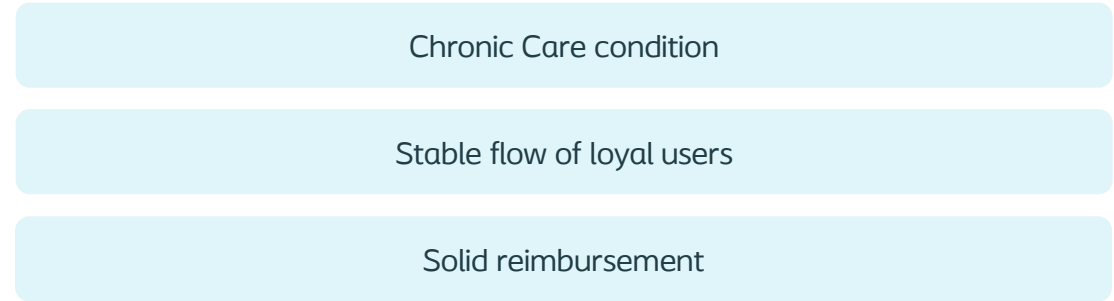 Chronic Care condition
Stable flow of loyal users
Solid reimbursement